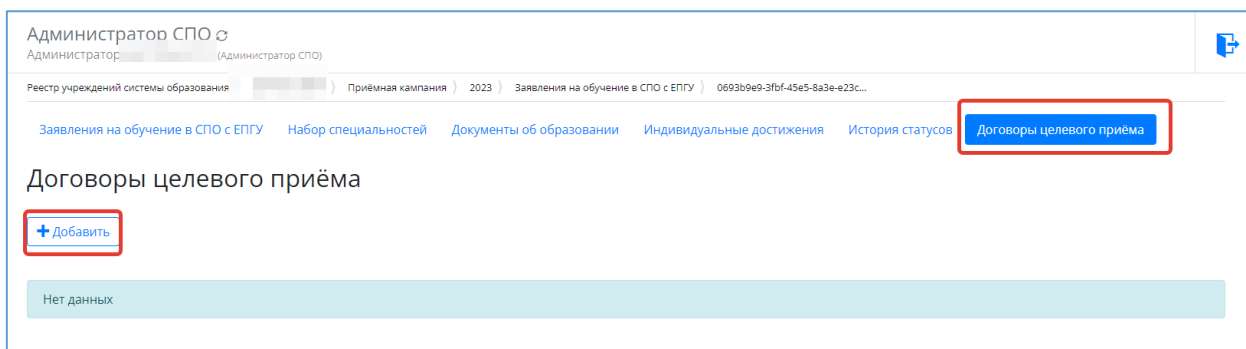 Администратор СПО
Администратор (Администратор СПО)
Реестр учреждений системы образования 〉 Приёмная кампания 〉 2023 〉 Заявления на обучение в СПО с ЕПГУ 〉 0693b9e9-3fbf-45e5-8a3e-e23c...
Заявления на обучение в СПО с ЕПГУ Набор специальностей Документы об образовании Индивидуальные достижения История статусов Договоры целевого приёма
Договоры целевого приёма
+ Добавить
Нет данных